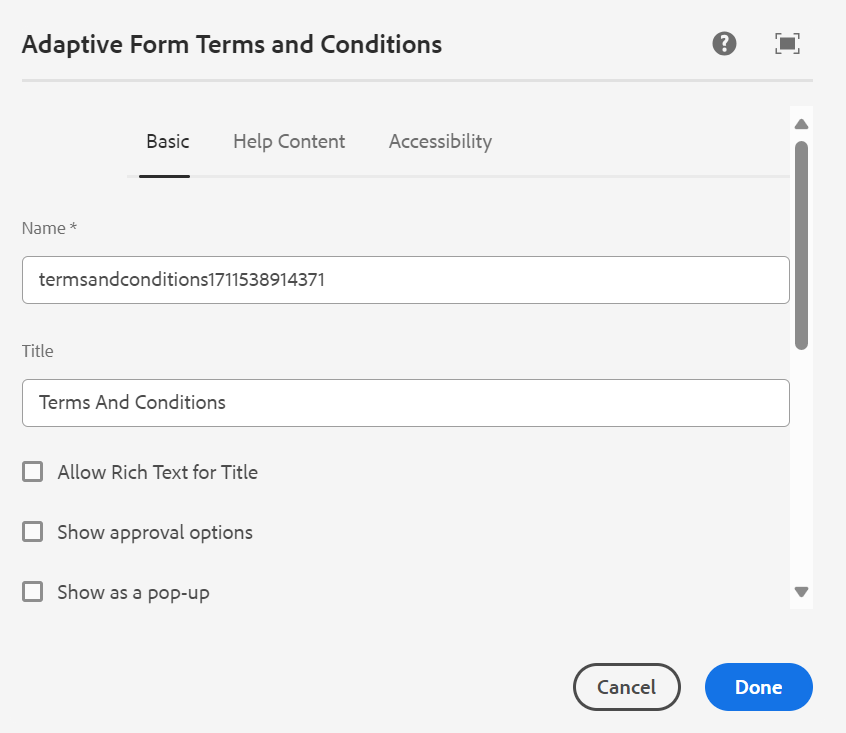 Adaptive Form Terms and Conditions
Basic Help Content Accessibility
Name *
termsandconditions1711538914371
Title
Terms And Conditions
Allow Rich Text for Title
Show approval options
Show as a pop-up
Cancel Done